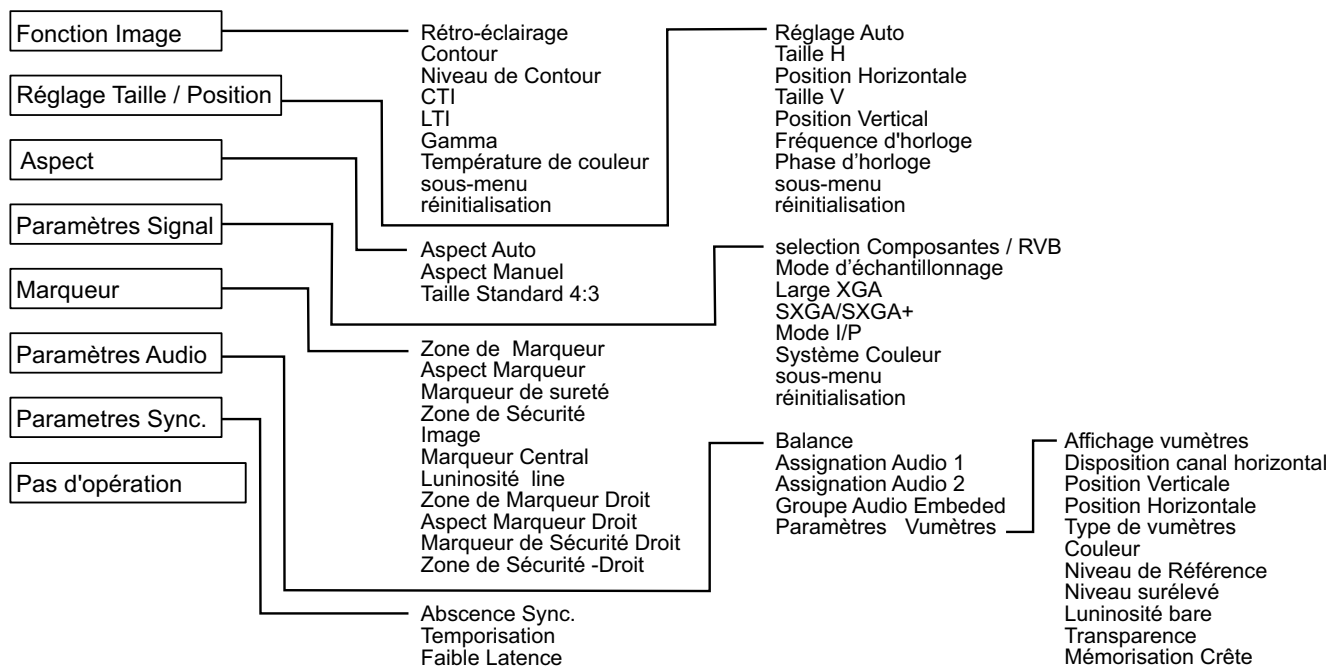 Fonction Image
Réglage Taille / Position
Aspect
Paramètres Signal
Marqueur
Paramètres Audio
Parametres Sync.
Pas d'opération
Rétro-éclairage
Contour
Niveau de Contour
CTI
LTI
Gamma
Température de couleur
sous-menu
réinitialisation
Réglage Auto
Taille H
Position Horizontale
Taille V
Position Vertical
Fréquence d'horloge
Phase d’horloge
sous-menu
réinitialisation
Aspect Auto
Aspect Manuel
Taille Standard 4:3
selection Composantes / RVB
Mode d’échantillonnage
Large XGA
SXGA/SXGA+
Mode I/P
Système Couleur
sous-menu
réinitialisation
Zone de Marqueur
Aspect Marqueur
Marqueur de sureté
Zone de Sécurité
Image
Marqueur Central
Luninosité line
Zone de Marqueur Droit
Aspect Marqueur Droit
Marqueur de Sécurité Droit
Zone de Sécurité -Droit
Balance
Assignation Audio 1
Assignation Audio 2
Groupe Audio Embeded
Paramètres Vumètres
Affichage vumètres
Disposition canal horizontal
Position Verticale
Position Horizontale
Type de vumètres
Couleur
Niveau de Référence
Niveau surélevé
Luninosité bare
Transparence
Mémorisation Crête
Abscence Sync.
Temporisation
Faible Latence